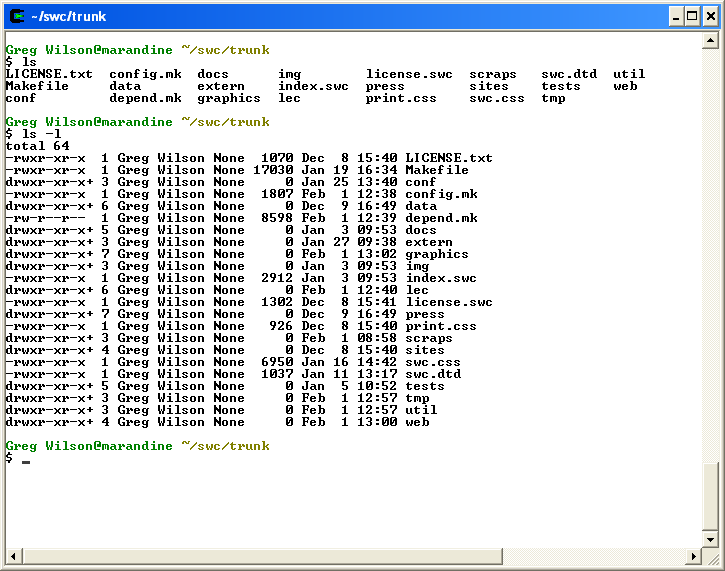 ~/swc/trunk
Greg Wilson@marandine ~/swc/trunk
$ ls
LICENSE.txt  config.mk  docs      img        license.swc  scraps   swc.dtd  util
Makefile     data       extern    index.swc  press        sites    tests    web
conf         depend.mk  graphics  lec        print.css    swc.css  tmp
Greg Wilson@marandine ~/swc/trunk
$ ls -l
total 64
-rwxr-xr-x  1 Greg Wilson None  1070 Dec  8 15:40 LICENSE.txt
-rwxr-xr-x  1 Greg Wilson None 17030 Jan 19 16:34 Makefile
drwxr-xr-x+ 3 Greg Wilson None     0 Jan 25 13:40 conf
-rwxr-xr-x  1 Greg Wilson None  1807 Feb  1 12:38 config.mk
drwxr-xr-x+ 6 Greg Wilson None     0 Dec  9 16:49 data
-rw-r--r--  1 Greg Wilson None  8598 Feb  1 12:39 depend.mk
drwxr-xr-x+ 5 Greg Wilson None     0 Jan  3 09:53 docs
drwxr-xr-x+ 3 Greg Wilson None     0 Jan 27 09:38 extern
drwxr-xr-x+ 7 Greg Wilson None     0 Feb  1 13:02 graphics
drwxr-xr-x+ 3 Greg Wilson None     0 Jan  3 09:53 img
-rwxr-xr-x  1 Greg Wilson None  2912 Jan  3 09:53 index.swc
drwxr-xr-x+ 6 Greg Wilson None     0 Feb  1 12:40 lec
-rwxr-xr-x  1 Greg Wilson None  1302 Dec  8 15:41 license.swc
drwxr-xr-x+ 7 Greg Wilson None     0 Dec  9 16:49 press
-rwxr-xr-x  1 Greg Wilson None   926 Dec  8 15:40 print.css
drwxr-xr-x+ 3 Greg Wilson None     0 Feb  1 08:58 scraps
drwxr-xr-x+ 4 Greg Wilson None     0 Dec  8 15:40 sites
-rwxr-xr-x  1 Greg Wilson None  6950 Jan 16 14:42 swc.css
-rwxr-xr-x  1 Greg Wilson None  1037 Jan 11 13:17 swc.dtd
drwxr-xr-x+ 5 Greg Wilson None     0 Jan  5 10:52 tests
drwxr-xr-x+ 3 Greg Wilson None     0 Feb  1 12:57 tmp
drwxr-xr-x+ 3 Greg Wilson None     0 Feb  1 12:57 util
drwxr-xr-x+ 4 Greg Wilson None     0 Feb  1 13:00 web
Greg Wilson@marandine ~/swc/trunk
$ _